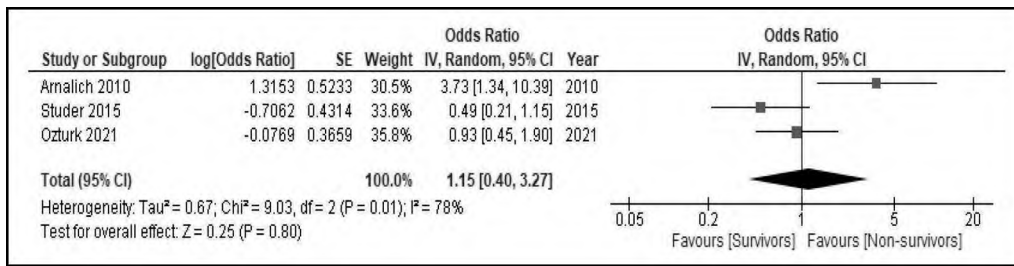 Odds Ratio Odds Ratio
Study or Subgroup log[Odds Ratio] SE Weight IV, Random, 95% CI Year IV, Random, 95% CI
Arnalich 2010 1.3153 0.5233 30.5% 3.73 [1.34, 10.39] 2010
Studer 2015 -0.7062 0.4314 33.6% 0.49 [0.21, 1.15] 2015
Ozturk 2021 -0.0769 0.3659 35.8% 0.93 [0.45, 1.90] 2021
Total (95% CI) 100.0% 1.15 [0.40, 3.27]
Heterogeneity: Tau² = 0.67; Chi² = 9.03, df = 2 (P = 0.01); I² = 78%
Test for overall effect: Z = 0.25 (P = 0.80)
0.05 0.2 1 5 20
Favours [Survivors] Favours [Non-survivors]